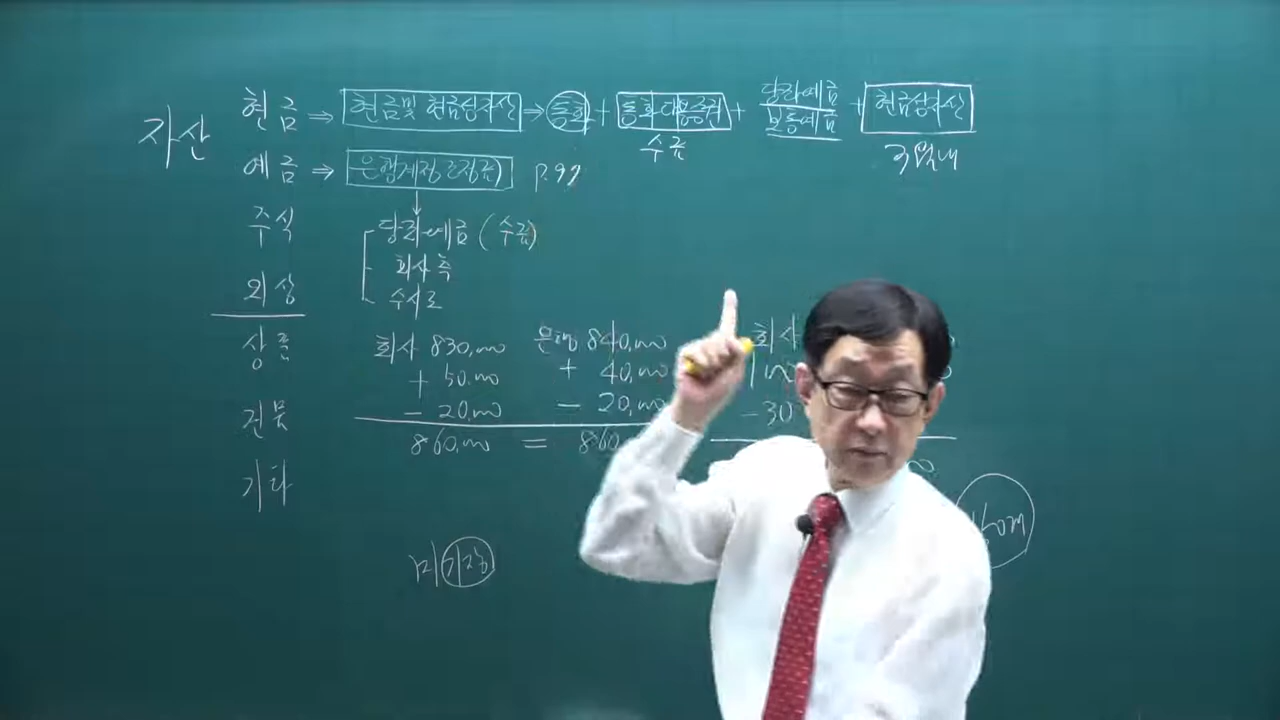 자산
현금 ⇒ 현금및 현금성자산 ⇒ 통화 + 통화대용증권 + 당좌예금 보통예금 + 현금성자산
수표
3월내
예금 ⇒ 은행계정조정표) P.92
주식
당좌예금 (수표)
회사측
외상
수시로
상품
회사 830,000 은행 840,000 회사
+ 50,000 + 40,000
- 20,000 - 20,000 - 30
건물
860,000 = 860
기타
미기장